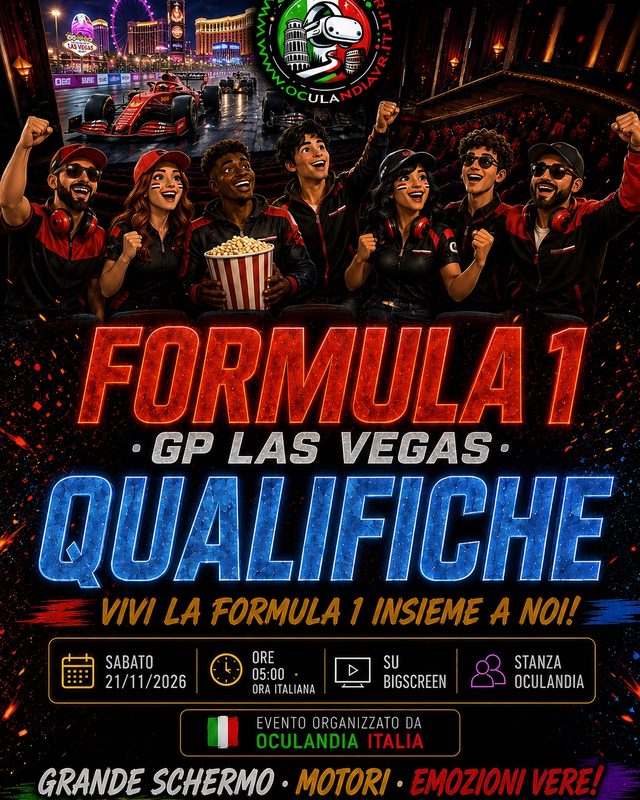 LAS VEGAS
WWW.OCULANDIAVR.IT
FORMULA 1
· GP LAS VEGAS ·
QUALIFICHE
VIVI LA FORMULA 1 INSIEME A NOI!
SABATO
21/11/2026
ORE
05:00 -
ORA ITALIANA
SU
BIGSCREEN
STANZA
OCULANDIA
EVENTO ORGANIZZATO DA
OCULANDIA ITALIA
GRANDE SCHERMO · MOTORI · EMOZIONI VERE!